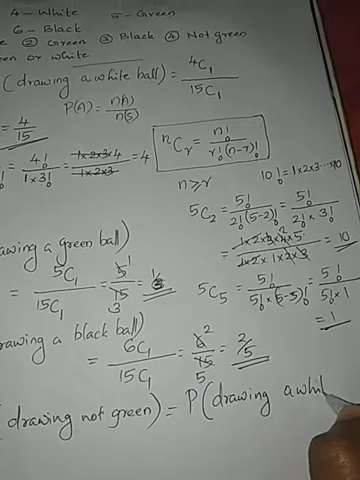 4 - White 5 - Green
6 - Black
② Green ③ Black ④ Not green
or white
(drawing a white ball) = 4C₁ / 15C₁
P(A) = n(A) / n(S)
= 4/15
ⁿCᵣ = n! / r!(n-r)!
= 4! / 1×3! = 1×2×3×4 / 1×2×3 = 4
n ≥ r
10! = 1×2×3...×10
5C₂ = 5! / 2!(5-2)! = 5! / 2! × 3!
= 1×2×3×4×5 / 1×2×1×2×3 = 10
5C₅ = 5! / 5!×(5-5)! = 5! / 5!×1
= 1
a green ball)
= 5C₁ / 15C₁ = 5 / 15 = 1/3
drawing a black ball)
= 6C₁ / 15C₁ = 6 / 15 = 2/5
(drawing not green) = P(drawing a whi